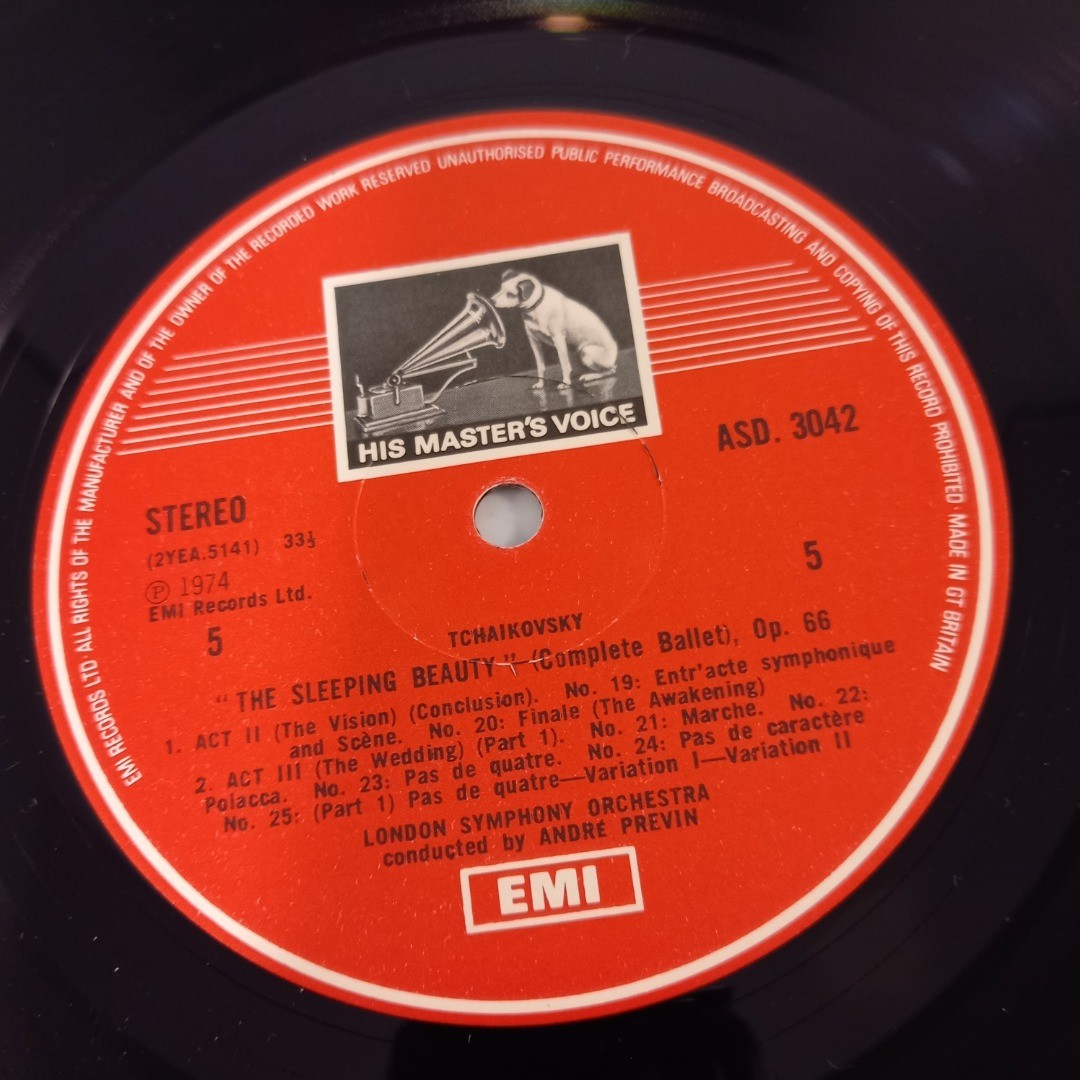 EMI RECORDS LTD · ALL RIGHTS OF THE MANUFACTURER AND OF THE OWNER OF THE RECORDED WORK RESERVED UNAUTHORISED PUBLIC PERFORMANCE BROADCASTING AND COPYING OF THIS RECORD PROHIBITED · MADE IN GT BRITAIN
HIS MASTER'S VOICE
ASD. 3042
STEREO
(2YEA.5141) 33⅓
℗ 1974
EMI Records Ltd.
5
5
TCHAIKOVSKY
"THE SLEEPING BEAUTY"—(Complete Ballet), Op. 66
1. ACT II (The Vision) (Conclusion). No. 19: Entr'acte symphonique
and Scène. No. 20: Finale (The Awakening)
2. ACT III (The Wedding) (Part 1). No. 21: Marche. No. 22:
Polacca. No. 23: Pas de quatre. No. 24: Pas de caractère
No. 25: (Part 1) Pas de quatre—Variation I—Variation II
LONDON SYMPHONY ORCHESTRA
conducted by ANDRÉ PREVIN
EMI